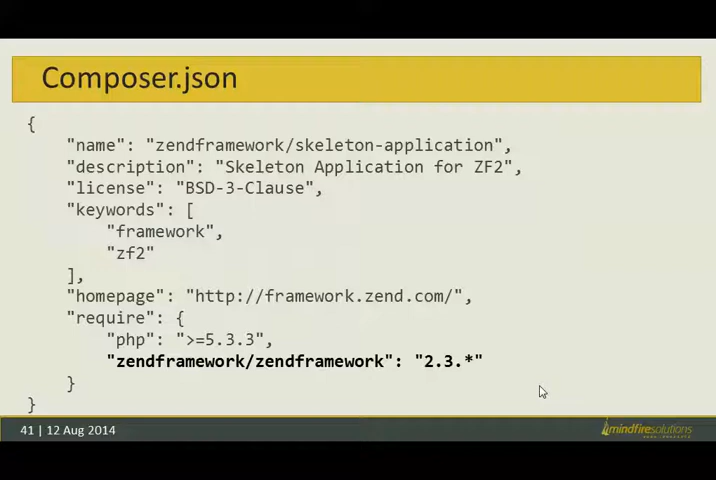 Composer.json
{
"name": "zendframework/skeleton-application",
"description": "Skeleton Application for ZF2",
"license": "BSD-3-Clause",
"keywords": [
"framework",
"zf2"
],
"homepage": "http://framework.zend.com/",
"require": {
"php": ">=5.3.3",
"zendframework/zendframework": "2.3.*"
}
}
41 | 12 Aug 2014
mindfiresolutions